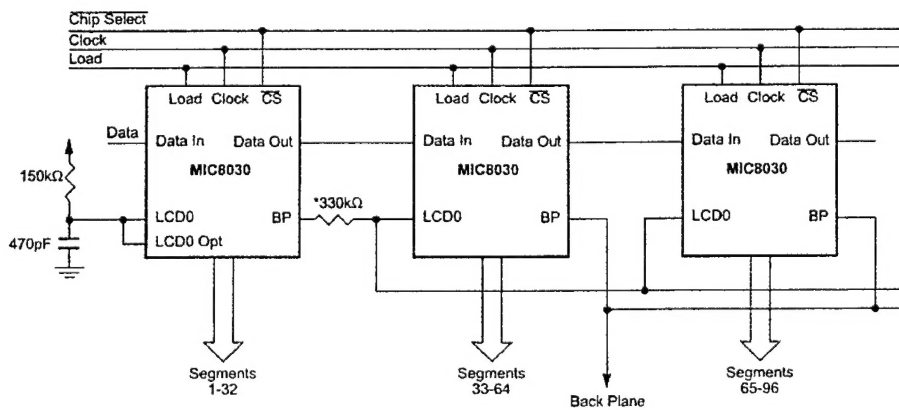 Chip Select
Clock
Load
Load Clock CS
Load Clock CS
Load Clock CS
Data
Data In Data Out
Data In Data Out
Data In Data Out
MIC8030
MIC8030
MIC8030
150kΩ
LCD0 BP
*330kΩ
LCD0 BP
LCD0 BP
470pF
LCD0 Opt
Segments
1-32
Segments
33-64
Segments
65-96
Back Plane